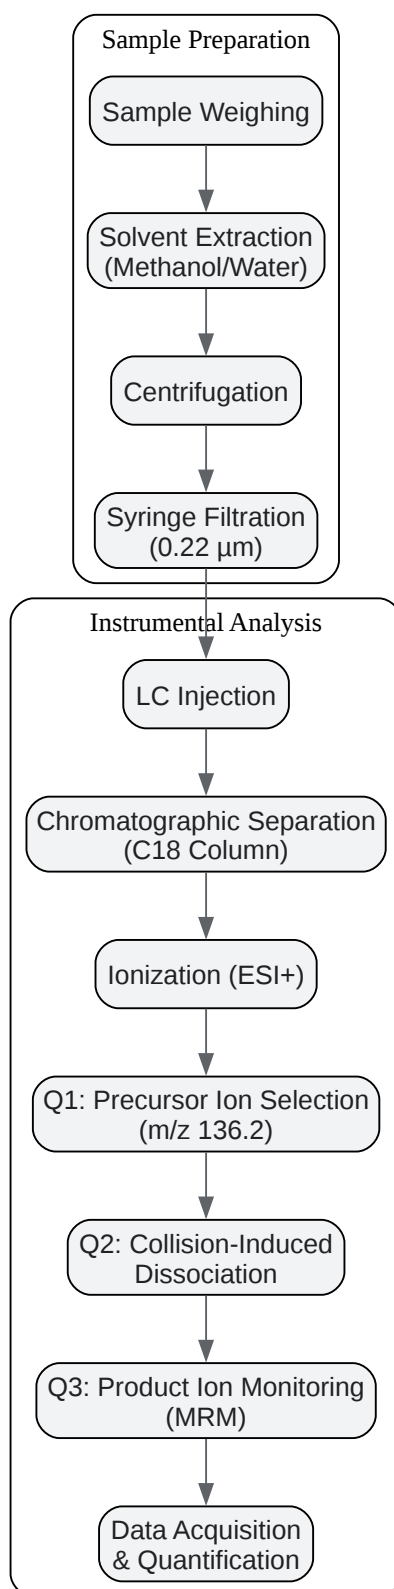 Sample Preparation
Sample Weighing
Solvent Extraction
(Methanol/Water)
Centrifugation
Syringe Filtration
(0.22 µm)
Instrumental Analysis
LC Injection
Chromatographic Separation
(C18 Column)
Ionization (ESI+)
Q1: Precursor Ion Selection
(m/z 136.2)
Q2: Collision-Induced
Dissociation
Q3: Product Ion Monitoring
(MRM)
Data Acquisition
& Quantification